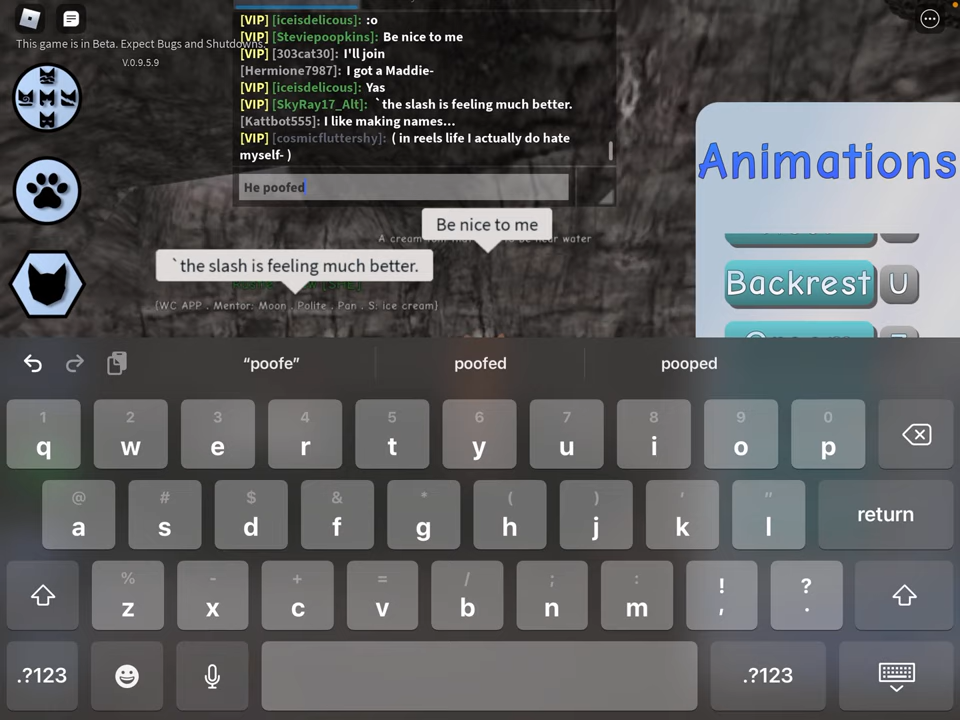 [VIP] [iceisdelicous]: :o
[VIP] [Steviepoopkins]: Be nice to me
This game is in Beta. Expect Bugs and Shutdowns.
[VIP] [303cat30]: I'll join
V.0.9.5.9
[Hermione7987]: I got a Maddie-
[VIP] [iceisdelicous]: Yas
[VIP] [SkyRay17_Alt]: `the slash is feeling much better.
[Kattbot555]: I like making names...
[VIP] [cosmicfluttershy]: ( in reels life I actually do hate
myself- )
He poofed
Animations
Be nice to me
A cream
water
`the slash is feeling much better.
{WC APP . Mentor: Moon . Polite . Pan . S: ice cream}
Backrest U
“poofe” poofed pooped
1 2 3 4 5 6 7 8 9 0
q w e r t y u i o p
@ # $ & * ( ) ' "
a s d f g h j k l return
% - + = / ; : ! ?
z x c v b n m , .
.?123 .?123